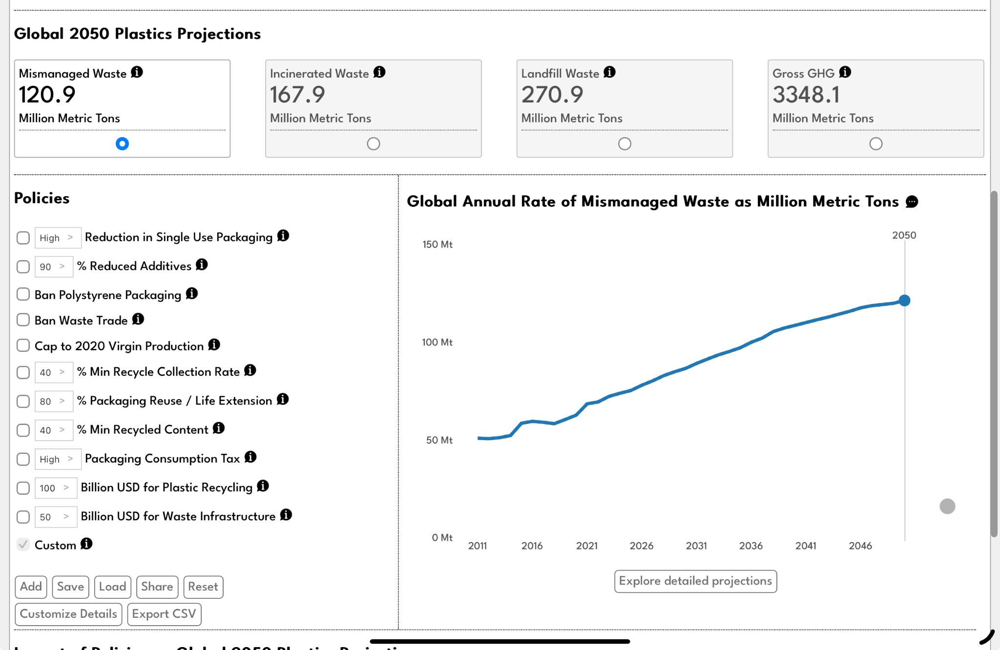 Global 2050 Plastics Projections
Mismanaged Waste
120.9
Million Metric Tons
Incinerated Waste
167.9
Million Metric Tons
Landfill Waste
270.9
Million Metric Tons
Gross GHG
3348.1
Million Metric Tons
Policies
High > Reduction in Single Use Packaging
90 > % Reduced Additives
Ban Polystyrene Packaging
Ban Waste Trade
Cap to 2020 Virgin Production
40 > % Min Recycle Collection Rate
80 > % Packaging Reuse / Life Extension
40 > % Min Recycled Content
High > Packaging Consumption Tax
100 > Billion USD for Plastic Recycling
50 > Billion USD for Waste Infrastructure
Custom
Add Save Load Share Reset
Customize Details Export CSV
Global Annual Rate of Mismanaged Waste as Million Metric Tons
2050
150 Mt
100 Mt
50 Mt
0 Mt
2011 2016 2021 2026 2031 2036 2041 2046
Explore detailed projections